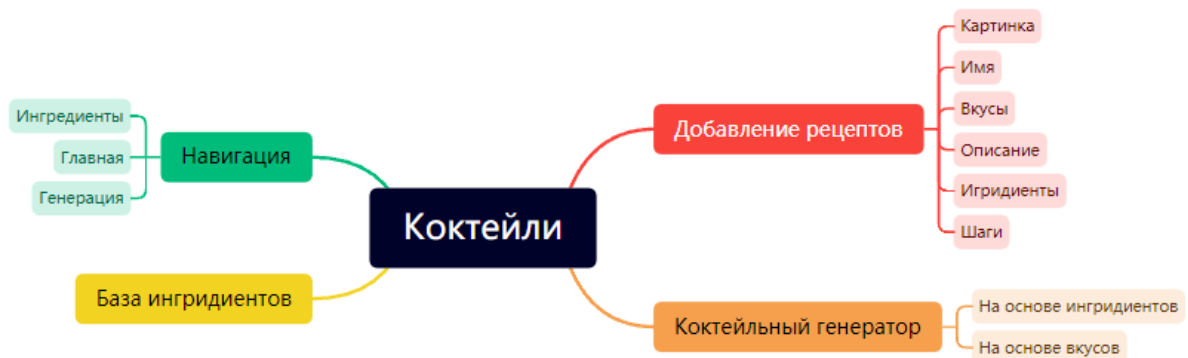 Коктейли
Навигация
Ингредиенты
Главная
Генерация
База ингридиентов
Добавление рецептов
Картинка
Имя
Вкусы
Описание
Игридиенты
Шаги
Коктейльный генератор
На основе ингридиентов
На основе вкусов